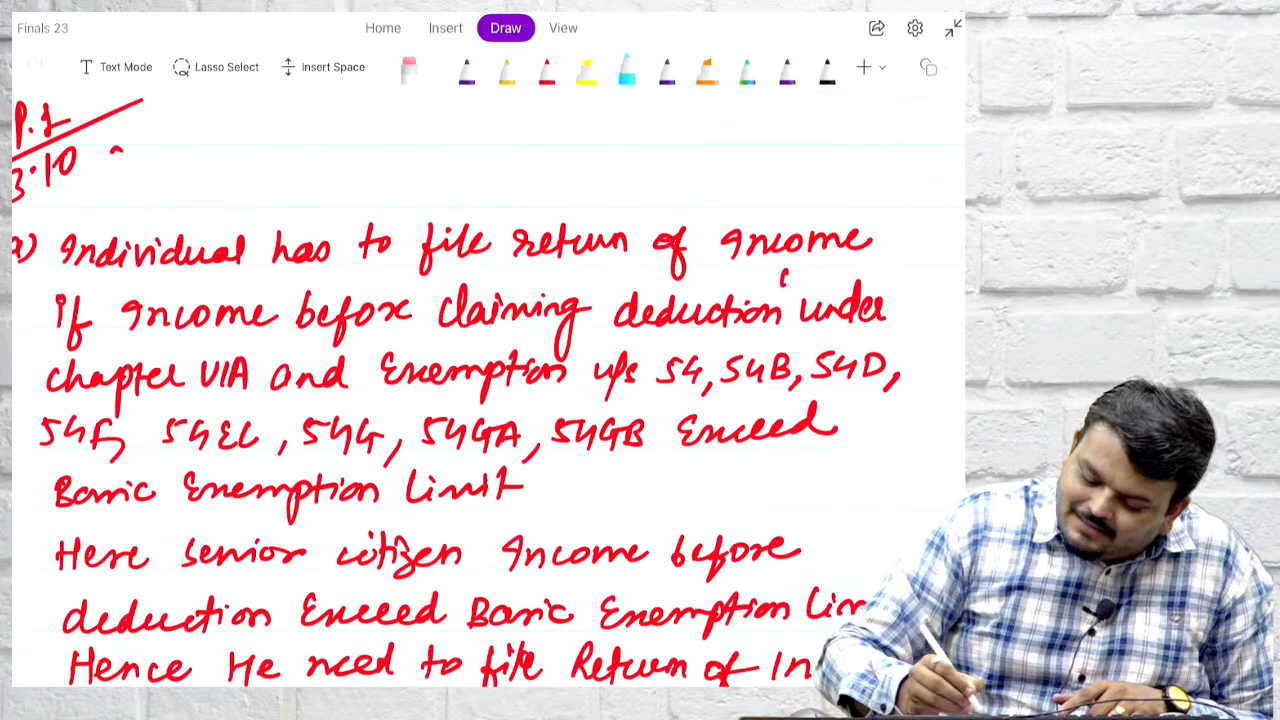 Finals 23
Home Insert Draw View
Text Mode Lasso Select Insert Space
P.1
3.10
a) Individual has to file return of Income
if Income before claiming deduction under
chapter VIA and Exemption u/s 54, 54B, 54D,
54F, 54EC, 54G, 54GA, 54GB Exceed
Basic Exemption Limit
Here senior citizen Income before
deduction Exceed Basic Exemption Lim
Hence He need to file Return of In